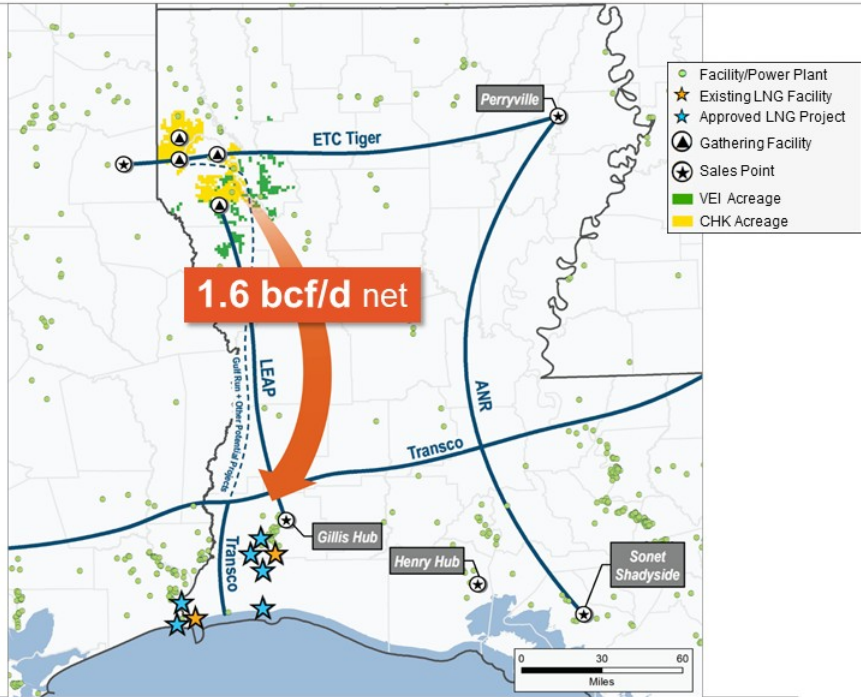 Facility/Power Plant
Existing LNG Facility
Approved LNG Project
Gathering Facility
Sales Point
VEI Acreage
CHK Acreage
Perryville
ETC Tiger
1.6 bcf/d net
LEAP
Gulf Run + Other Potential Projects
ANR
Transco
Transco
Gillis Hub
Henry Hub
Sonet
Shadyside
0 30 60
Miles